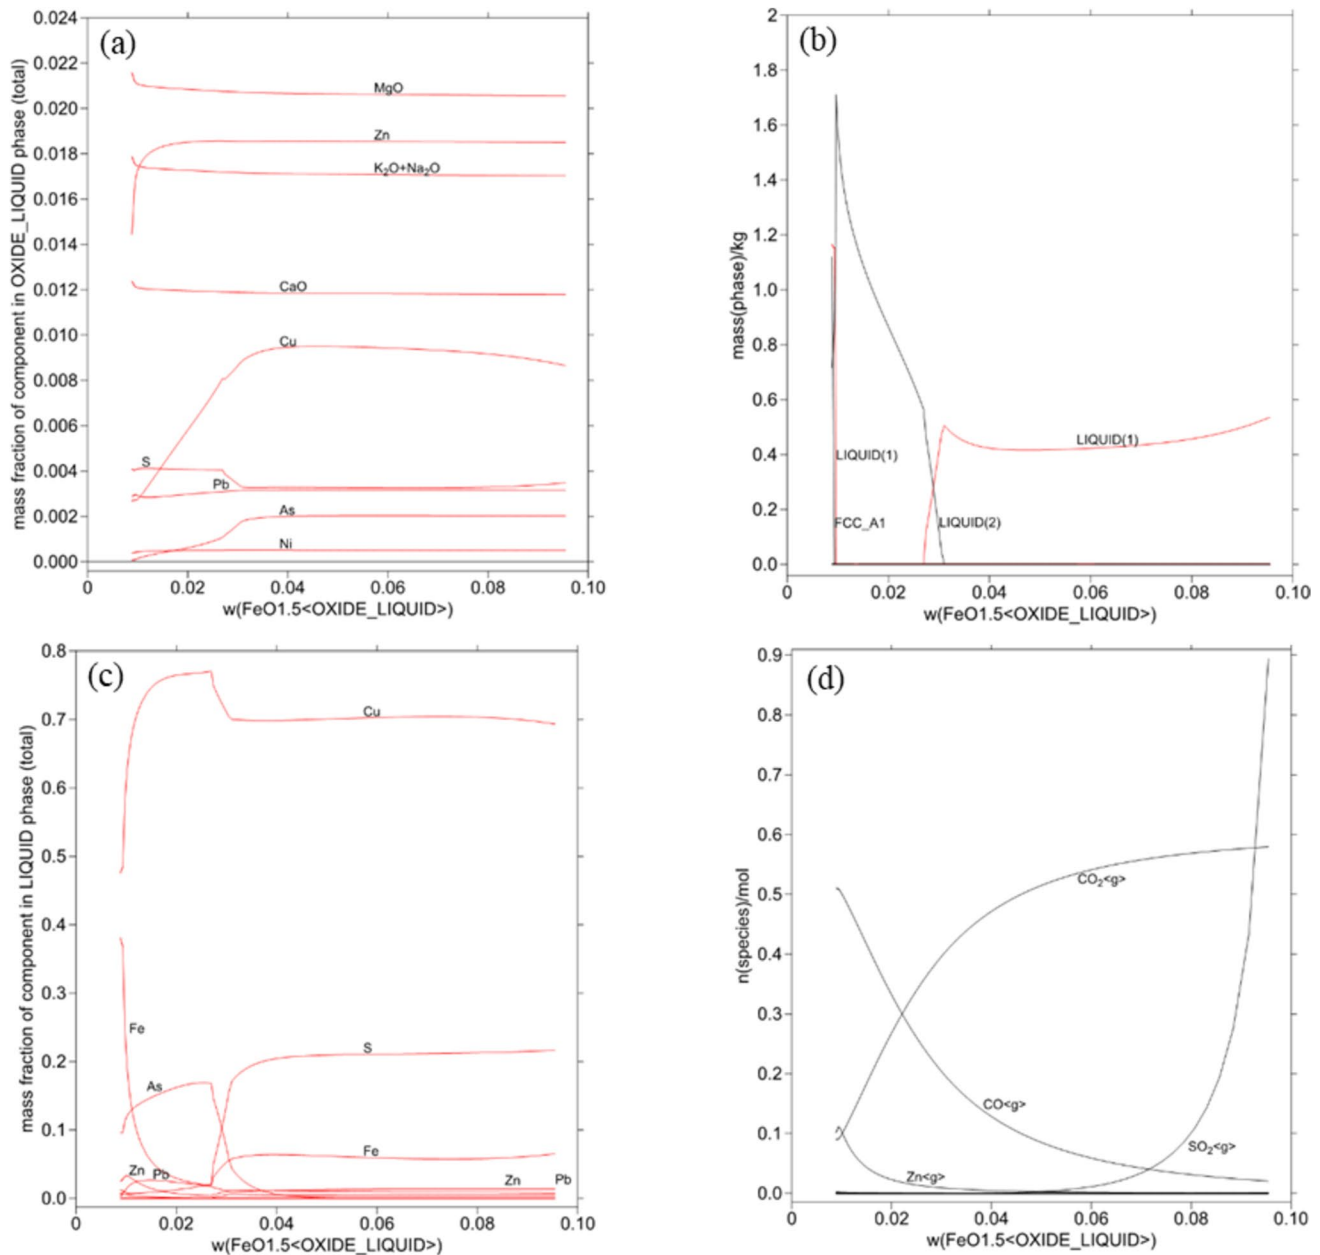 (a)
mass fraction of component in OXIDE_LIQUID phase (total)
0.024
0.022
0.020
0.018
0.016
0.014
0.012
0.010
0.008
0.006
0.004
0.002
0.000
MgO
Zn
K₂O+Na₂O
CaO
Cu
S
Pb
As
Ni
0
0.02
0.04
0.06
0.08
0.10
w(FeO1.5<OXIDE_LIQUID>)
(b)
mass(phase)/kg
2
1.8
1.6
1.4
1.2
1.0
0.8
0.6
0.4
0.2
0.0
LIQUID(1)
LIQUID(1)
FCC_A1
LIQUID(2)
0
0.02
0.04
0.06
0.08
0.10
w(FeO1.5<OXIDE_LIQUID>)
(c)
mass fraction of component in LIQUID phase (total)
0.8
0.7
0.6
0.5
0.4
0.3
0.2
0.1
0.0
Cu
Fe
S
As
Fe
Zn
Pb
Zn
Pb
0
0.02
0.04
0.06
0.08
0.10
w(FeO1.5<OXIDE_LIQUID>)
(d)
n(species)/mol
0.9
0.8
0.7
0.6
0.5
0.4
0.3
0.2
0.1
0.0
CO₂<g>
CO<g>
SO₂<g>
Zn<g>
0
0.02
0.04
0.06
0.08
0.10
w(FeO1.5<OXIDE_LIQUID>)